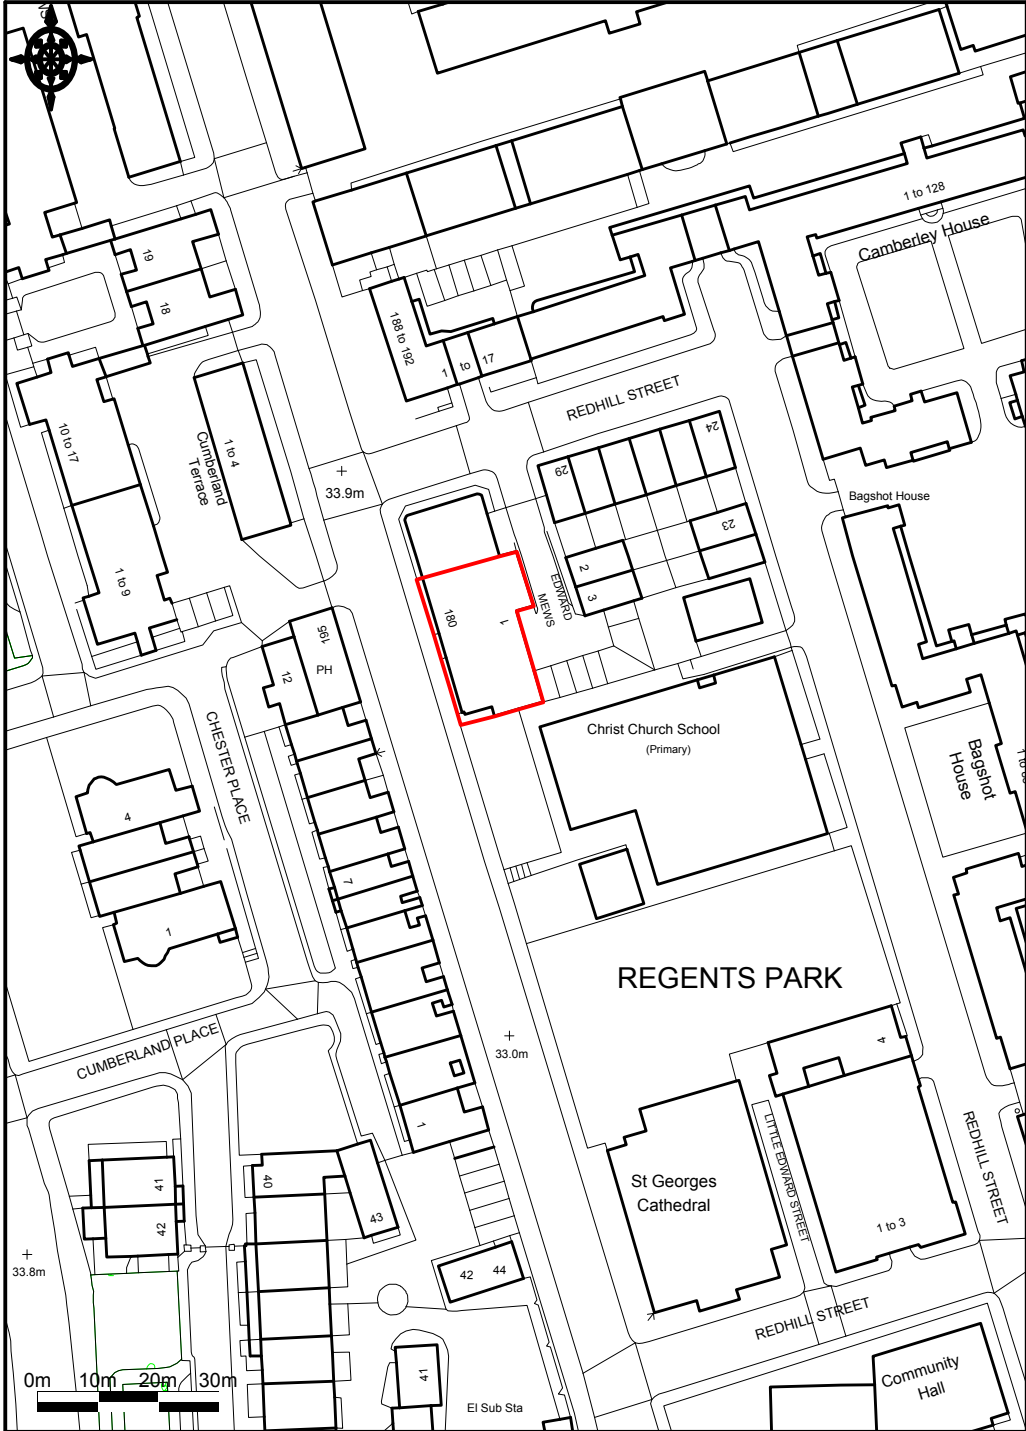 1 to 128
Camberley House
19
18
188 to 192
1 to 17
REDHILL STREET
10 to 17
Cumberland
Terrace
1 to 4
33.9m
29
24
23
Bagshot House
1 to 9
2
3
EDWARD
MEWS
180
1
195
PH
12
CHESTER PLACE
Christ Church School
(Primary)
Bagshot
House
4
7
1
REGENTS PARK
CUMBERLAND PLACE
33.0m
4
1
REDHILL STREET
LITTLE EDWARD STREET
St Georges
Cathedral
1 to 3
41
42
40
43
33.8m
42 44
REDHILL STREET
0m 10m 20m 30m
41
El Sub Sta
Community
Hall